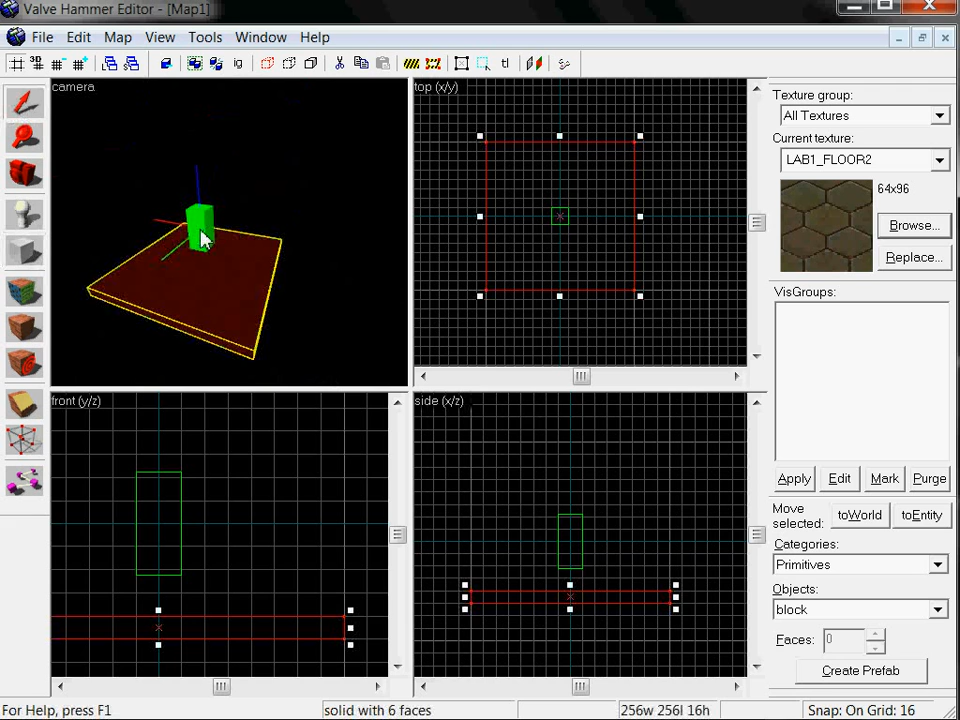 Valve Hammer Editor - [Map1]
File Edit Map View Tools Window Help
3D
ig
tl
camera
top (x/y)
front (y/z)
side (x/z)
Texture group:
All Textures
Current texture:
LAB1_FLOOR2
64x96
Browse...
Replace...
VisGroups:
Apply Edit Mark Purge
Move selected:
toWorld toEntity
Categories:
Primitives
Objects:
block
Faces: 0
Create Prefab
For Help, press F1
solid with 6 faces
256w 256l 16h
Snap: On Grid: 16